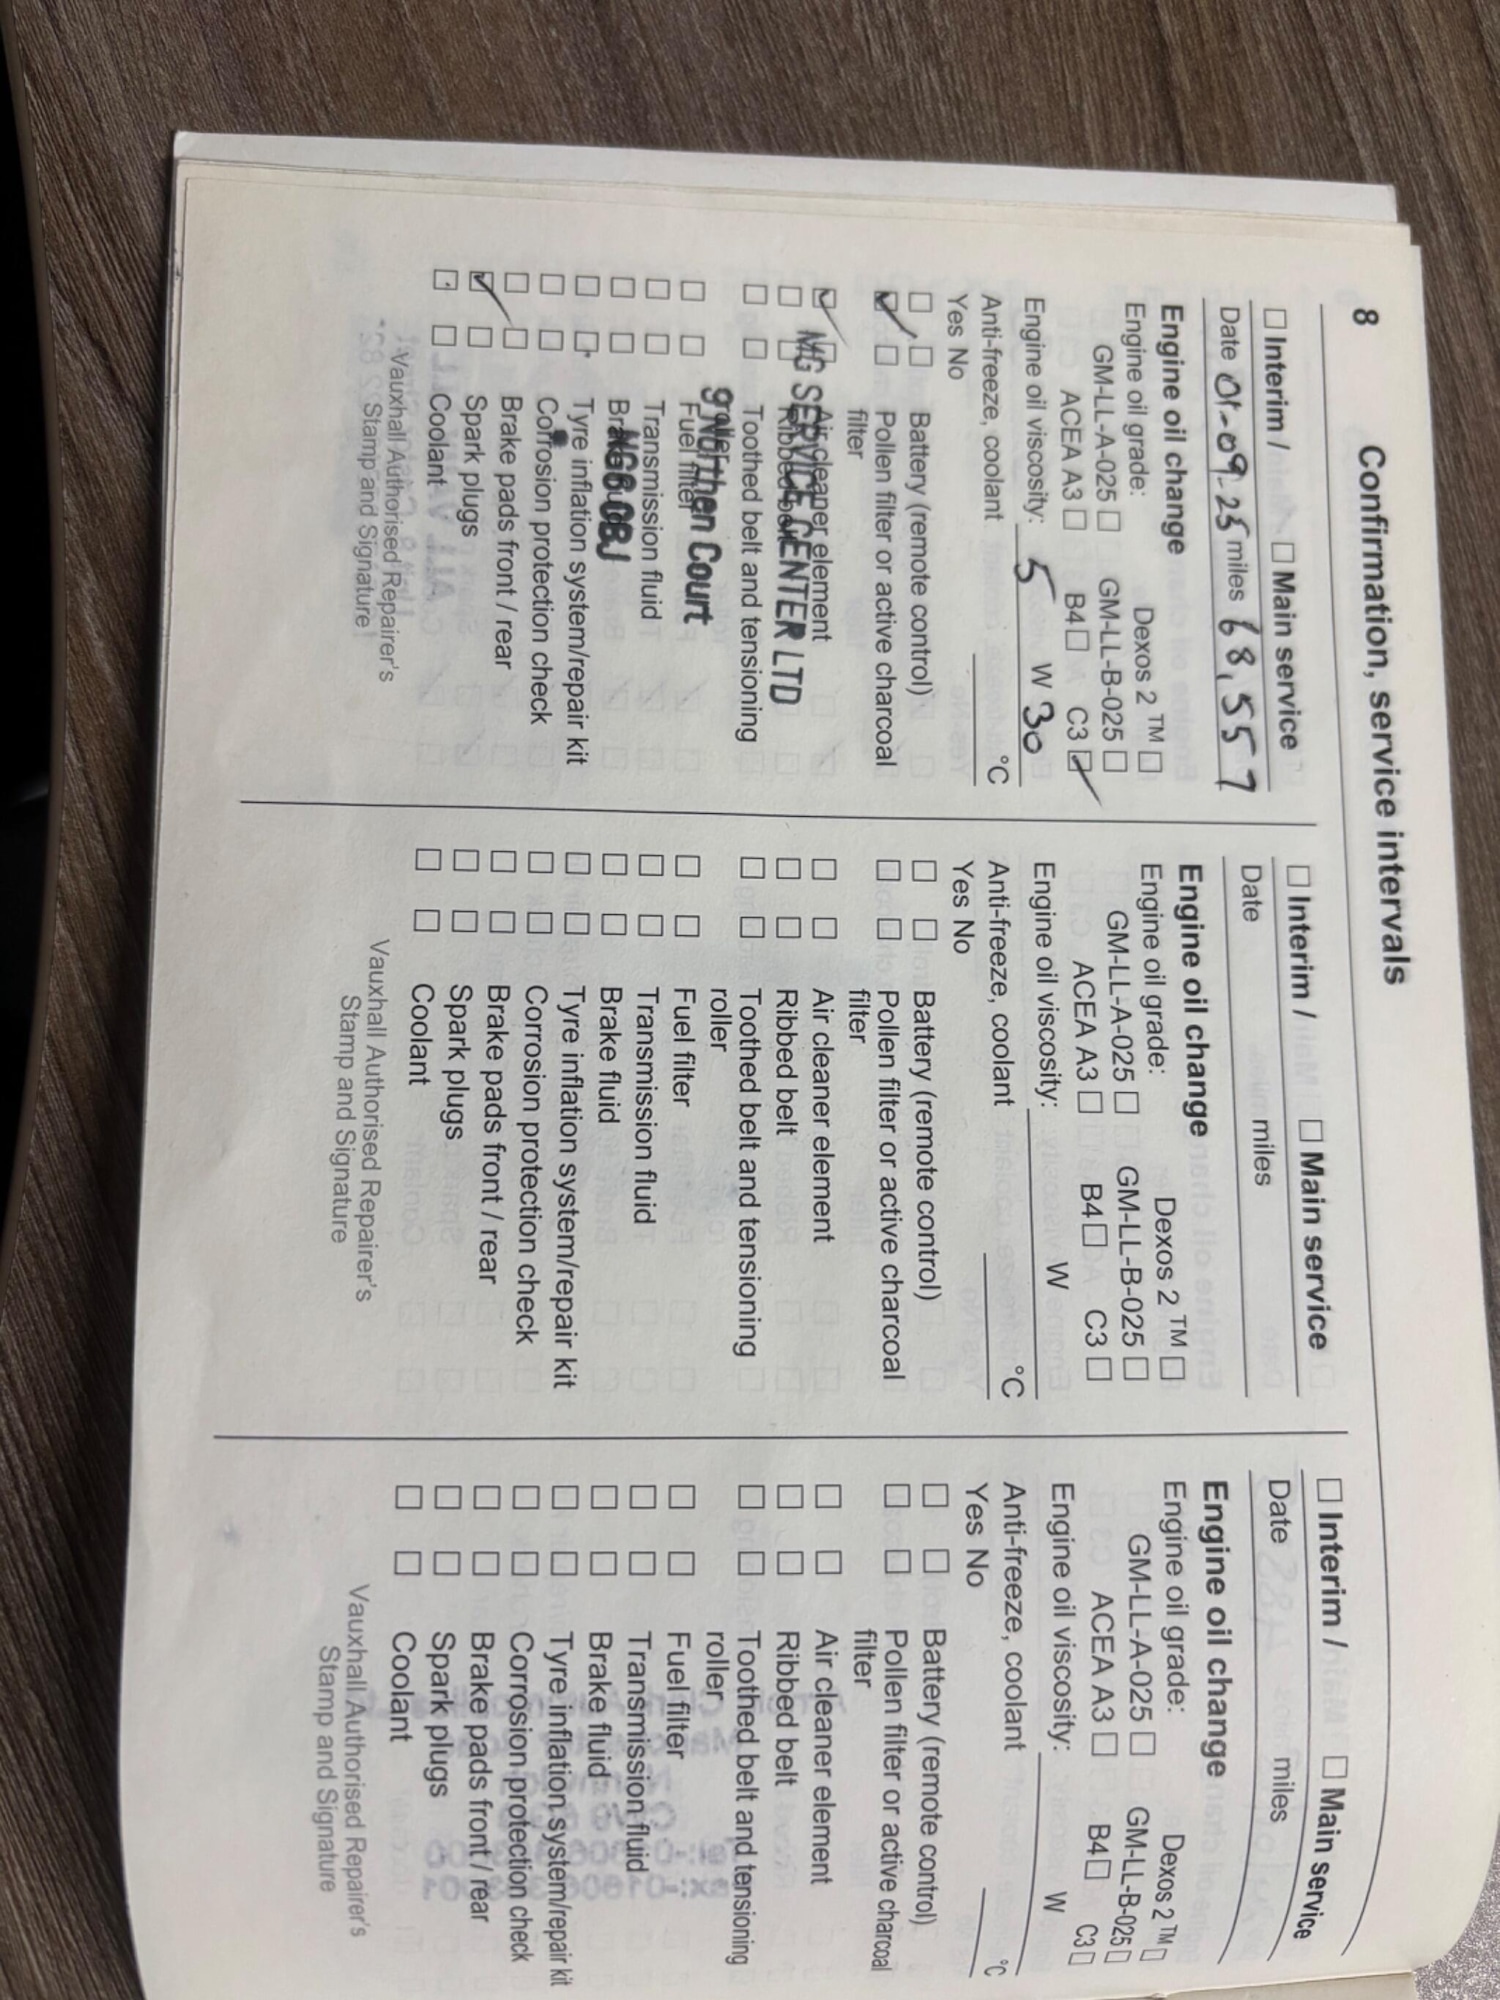 8 Confirmation, service intervals
☐ Interim / ☐ Main service
Date 01-09-25 miles 68,557
Engine oil change
Engine oil grade: Dexos 2 ™ ☐
GM-LL-A-025 ☐ GM-LL-B-025 ☐
ACEA A3 ☐ B4 ☐ C3 ☑
Engine oil viscosity: 5 W 30
Anti-freeze, coolant °C
Yes No
☐ ☐ Battery (remote control)
☑ ☐ Pollen filter or active charcoal
filter
☑ ☐ Air cleaner element
☐ ☐ Ribbed belt
MG SERVICE CENTER LTD
☐ ☐ Toothed belt and tensioning
roller
9 Northen Court
☐ ☐ Fuel filter
☐ ☐ Transmission fluid
☐ ☐ Brake fluid
NG6 0BJ
☐ ☐ Tyre inflation system/repair kit
☐ ☐ Corrosion protection check
☐ ☐ Brake pads front / rear
☑ ☐ Spark plugs
☐ ☐ Coolant
Vauxhall Authorised Repairer's
Stamp and Signature
☐ Interim / ☐ Main service
Date miles
Engine oil change
Engine oil grade: Dexos 2 ™ ☐
GM-LL-A-025 ☐ GM-LL-B-025 ☐
ACEA A3 ☐ B4 ☐ C3 ☐
Engine oil viscosity: W
Anti-freeze, coolant °C
Yes No
☐ ☐ Battery (remote control)
☐ ☐ Pollen filter or active charcoal
filter
☐ ☐ Air cleaner element
☐ ☐ Ribbed belt
☐ ☐ Toothed belt and tensioning
roller
☐ ☐ Fuel filter
☐ ☐ Transmission fluid
☐ ☐ Brake fluid
☐ ☐ Tyre inflation system/repair kit
☐ ☐ Corrosion protection check
☐ ☐ Brake pads front / rear
☐ ☐ Spark plugs
☐ ☐ Coolant
Vauxhall Authorised Repairer's
Stamp and Signature
☐ Interim / ☐ Main service
Date miles
Engine oil change
Engine oil grade: Dexos 2 ™ ☐
GM-LL-A-025 ☐ GM-LL-B-025 ☐
ACEA A3 ☐ B4 ☐ C3 ☐
Engine oil viscosity: W
Anti-freeze, coolant °C
Yes No
☐ ☐ Battery (remote control)
☐ ☐ Pollen filter or active charcoal
filter
☐ ☐ Air cleaner element
☐ ☐ Ribbed belt
☐ ☐ Toothed belt and tensioning
roller
☐ ☐ Fuel filter
☐ ☐ Transmission fluid
☐ ☐ Brake fluid
☐ ☐ Tyre inflation system/repair kit
☐ ☐ Corrosion protection check
☐ ☐ Brake pads front / rear
☐ ☐ Spark plugs
☐ ☐ Coolant
Vauxhall Authorised Repairer's
Stamp and Signature